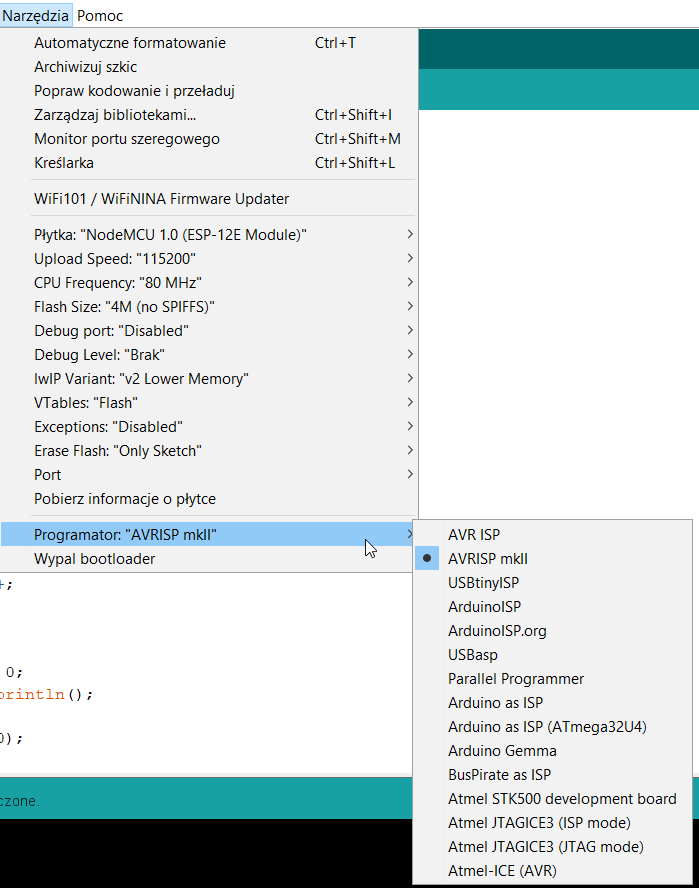 Narzędzia Pomoc
Automatyczne formatowanie Ctrl+T
Archiwizuj szkic
Popraw kodowanie i przeładuj
Zarządzaj bibliotekami... Ctrl+Shift+I
Monitor portu szeregowego Ctrl+Shift+M
Kreślarka Ctrl+Shift+L
WiFi101 / WiFiNINA Firmware Updater
Płytka: "NodeMCU 1.0 (ESP-12E Module)"
Upload Speed: "115200"
CPU Frequency: "80 MHz"
Flash Size: "4M (no SPIFFS)"
Debug port: "Disabled"
Debug Level: "Brak"
lwIP Variant: "v2 Lower Memory"
VTables: "Flash"
Exceptions: "Disabled"
Erase Flash: "Only Sketch"
Port
Pobierz informacje o płytce
Programator: "AVRISP mkII"
Wypal bootloader
AVR ISP
AVRISP mkII
USBtinyISP
ArduinoISP
ArduinoISP.org
USBasp
Parallel Programmer
Arduino as ISP
Arduino as ISP (ATmega32U4)
Arduino Gemma
BusPirate as ISP
Atmel STK500 development board
Atmel JTAGICE3 (ISP mode)
Atmel JTAGICE3 (JTAG mode)
Atmel-ICE (AVR)
+;
0;
println();
0);
czone.